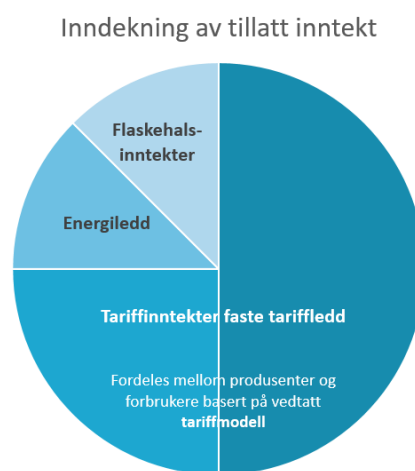 Inndekning av tillatt inntekt
Flaskehals-
inntekter
Energiledd
Tariffinntekter faste tariffledd
Fordeles mellom produsenter og
forbrukere basert på vedtatt
tariffmodell